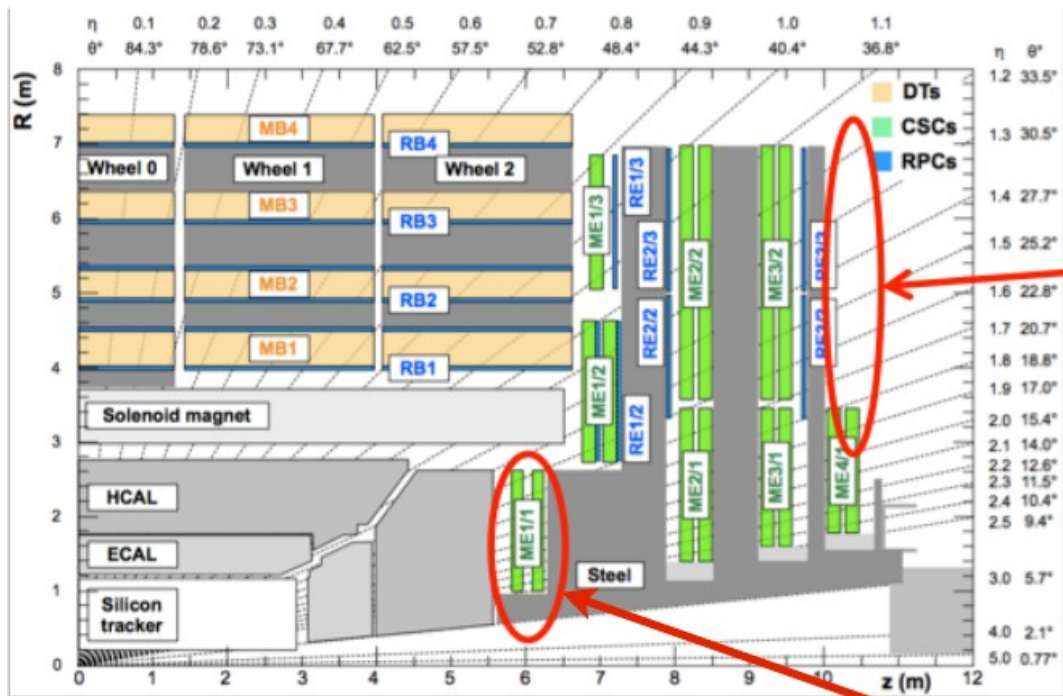 η 0.1 0.2 0.3 0.4 0.5 0.6 0.7 0.8 0.9 1.0 1.1
θ° 84.3° 78.6° 73.1° 67.7° 62.5° 57.5° 52.8° 48.4° 44.3° 40.4° 36.8° η θ°
R (m)
8
7
6
5
4
3
2
1
0
1.2 33.5°
1.3 30.5°
1.4 27.7°
1.5 25.2°
1.6 22.8°
1.7 20.7°
1.8 18.8°
1.9 17.0°
2.0 15.4°
2.1 14.0°
2.2 12.6°
2.3 11.5°
2.4 10.4°
2.5 9.4°
3.0 5.7°
4.0 2.1°
5.0 0.77°
DTs
CSCs
RPCs
MB4
RB4
Wheel 0
Wheel 1
Wheel 2
MB3
RB3
MB2
RB2
MB1
RB1
ME1/3
RE1/3
RE2/3
ME2/2
ME3/2
RE3/3
ME1/2
RE2/2
RE3/2
RE1/2
Solenoid magnet
HCAL
ECAL
Silicon
tracker
ME1/1
ME2/1
ME3/1
ME4/1
Steel
0 1 2 3 4 5 6 7 8 9 10 z (m) 12